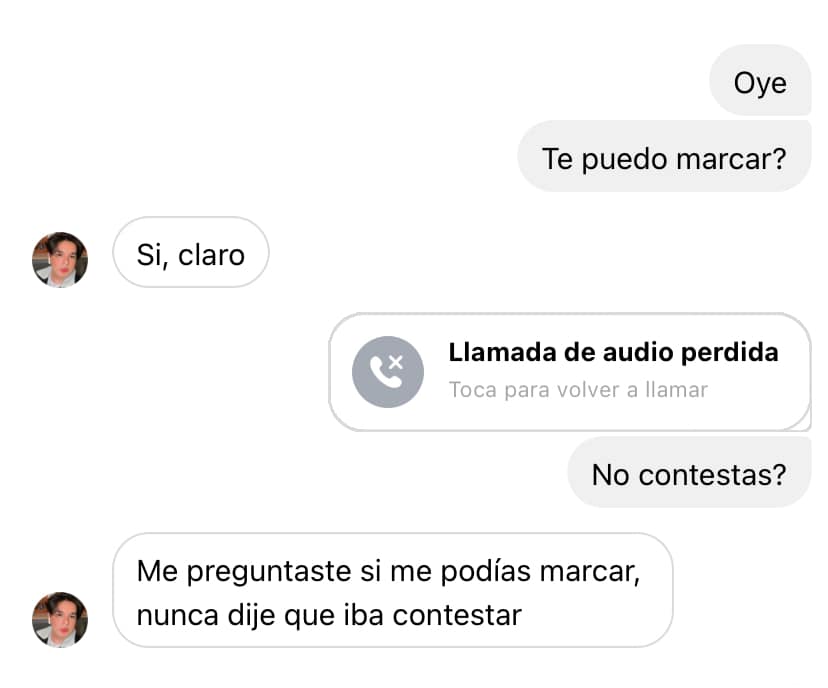 Oye
Te puedo marcar?
Si, claro
Llamada de audio perdida
Toca para volver a llamar
No contestas?
Me preguntaste si me podías marcar,
nunca dije que iba contestar